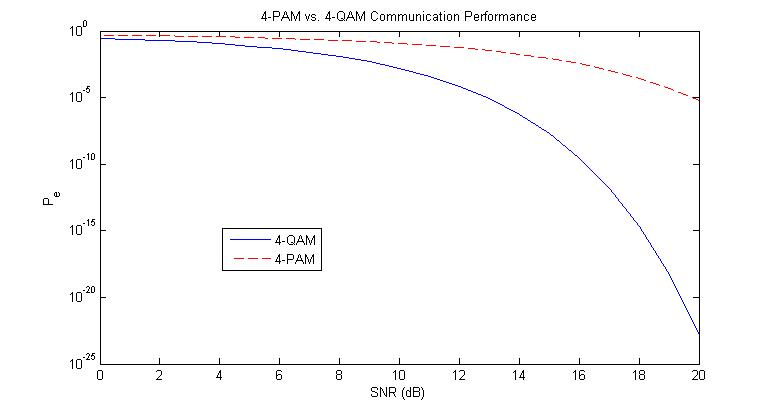 4-PAM vs. 4-QAM Communication Performance
10^0
10^-5
10^-10
10^-15
10^-20
10^-25
P_e
4-QAM
4-PAM
0 2 4 6 8 10 12 14 16 18 20
SNR (dB)